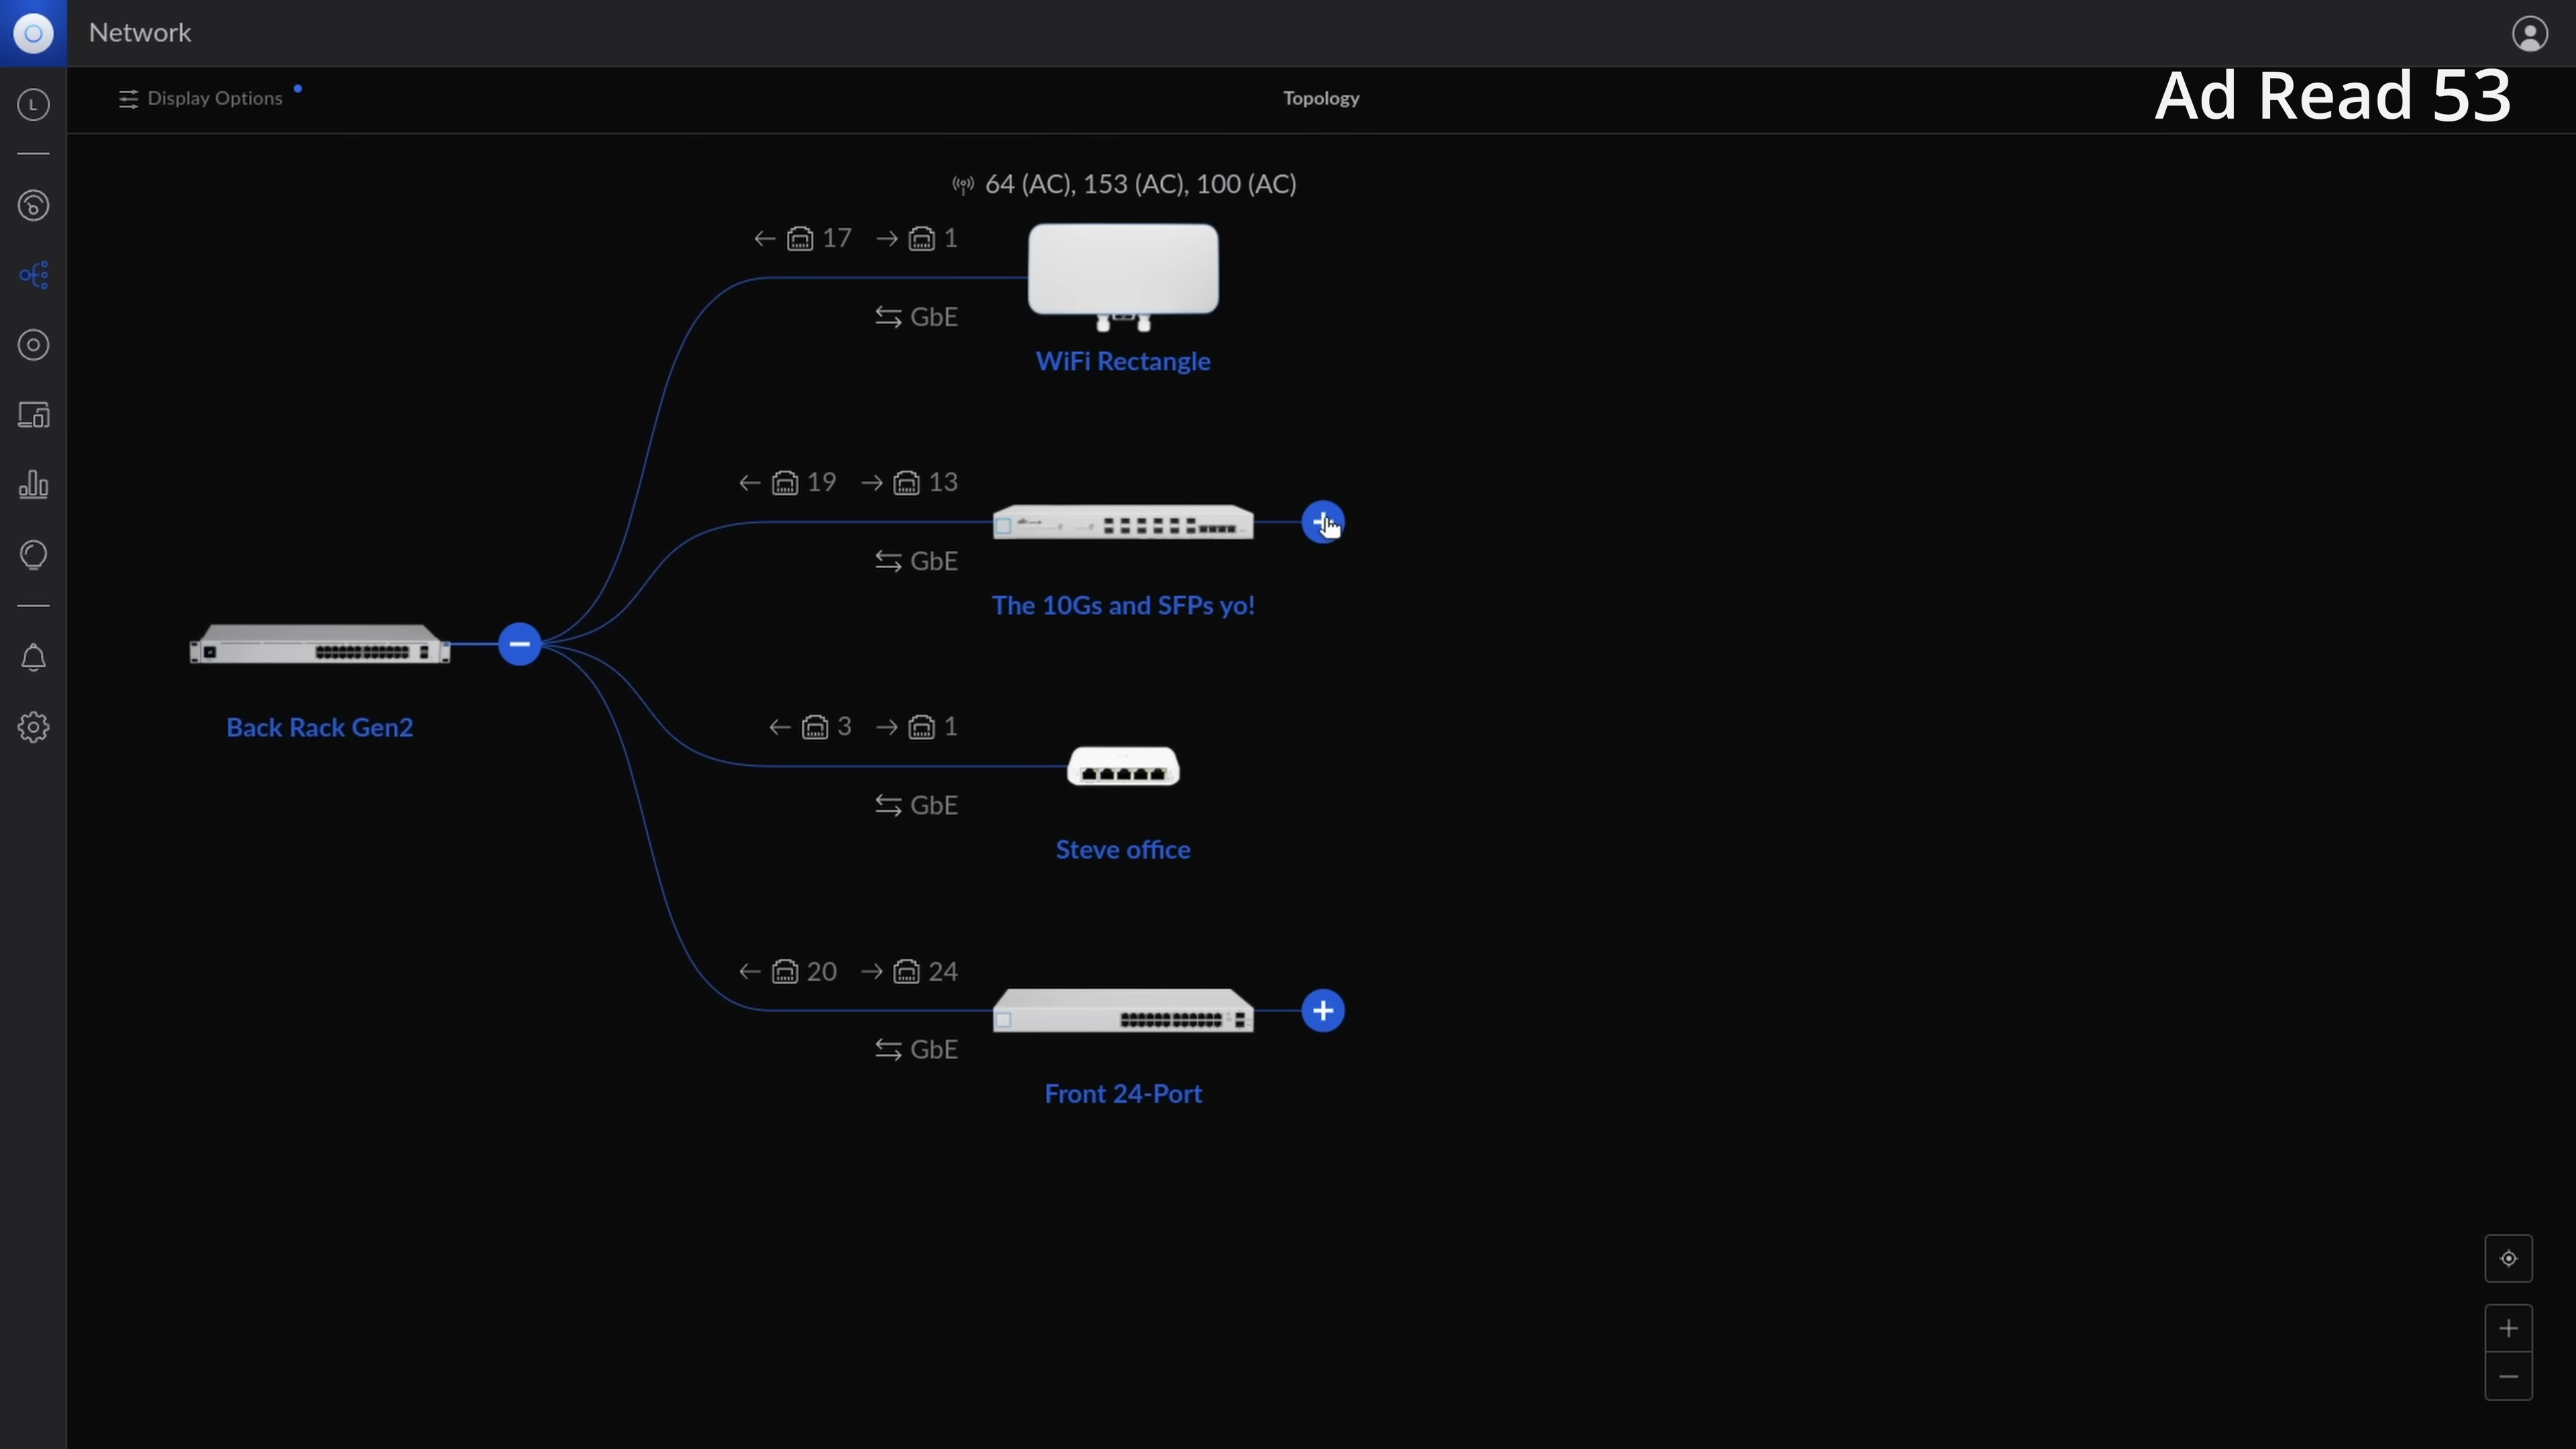 Network
L
Display Options
Topology
Ad Read 53
64 (AC), 153 (AC), 100 (AC)
17 1
GbE
WiFi Rectangle
19 13
GbE
The 10Gs and SFPs yo!
Back Rack Gen2
3 1
GbE
Steve office
20 24
GbE
Front 24-Port